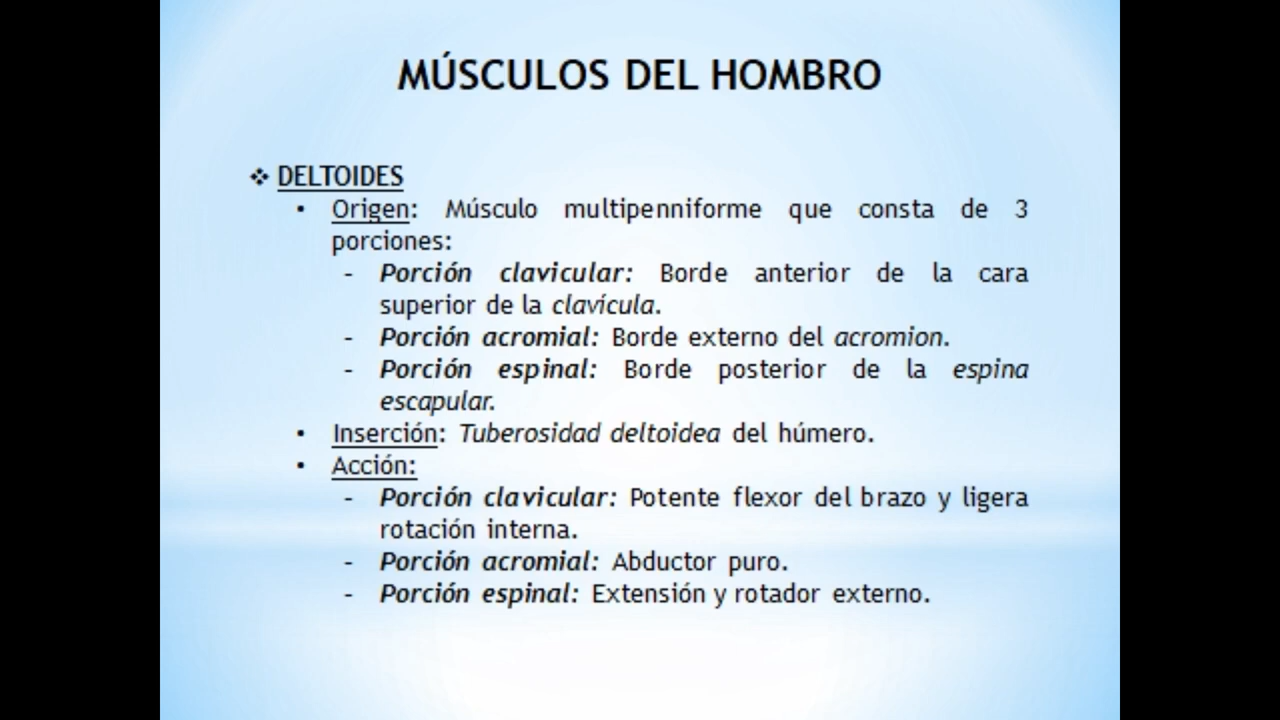 MÚSCULOS DEL HOMBRO
❖ DELTOIDES
• Origen: Músculo multipenniforme que consta de 3
porciones:
- Porción clavicular: Borde anterior de la cara
superior de la clavícula.
- Porción acromial: Borde externo del acromion.
- Porción espinal: Borde posterior de la espina
escapular.
• Inserción: Tuberosidad deltoidea del húmero.
• Acción:
- Porción clavicular: Potente flexor del brazo y ligera
rotación interna.
- Porción acromial: Abductor puro.
- Porción espinal: Extensión y rotador externo.